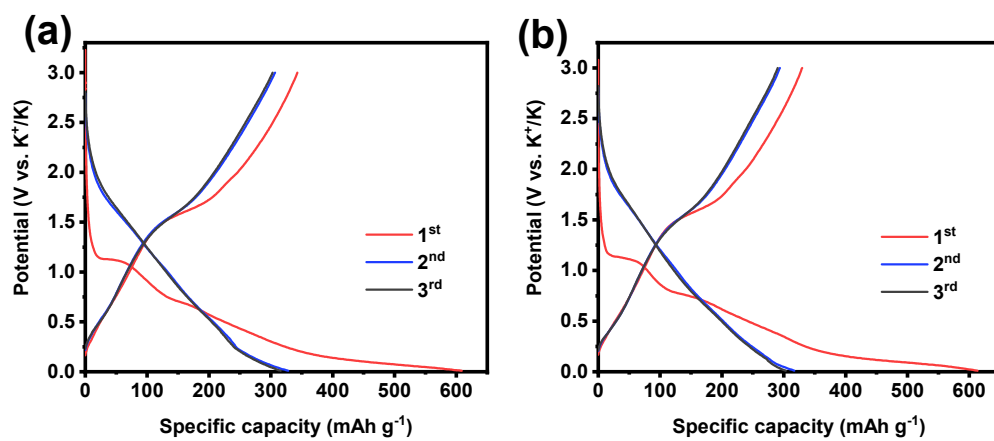 (a)
Potential (V vs. K⁺/K)
3.0
2.5
2.0
1.5
1.0
0.5
0.0
1ˢᵗ
2ⁿᵈ
3ʳᵈ
0 100 200 300 400 500 600
Specific capacity (mAh g⁻¹)
(b)
Potential (V vs. K⁺/K)
3.0
2.5
2.0
1.5
1.0
0.5
0.0
1ˢᵗ
2ⁿᵈ
3ʳᵈ
0 100 200 300 400 500 600
Specific capacity (mAh g⁻¹)